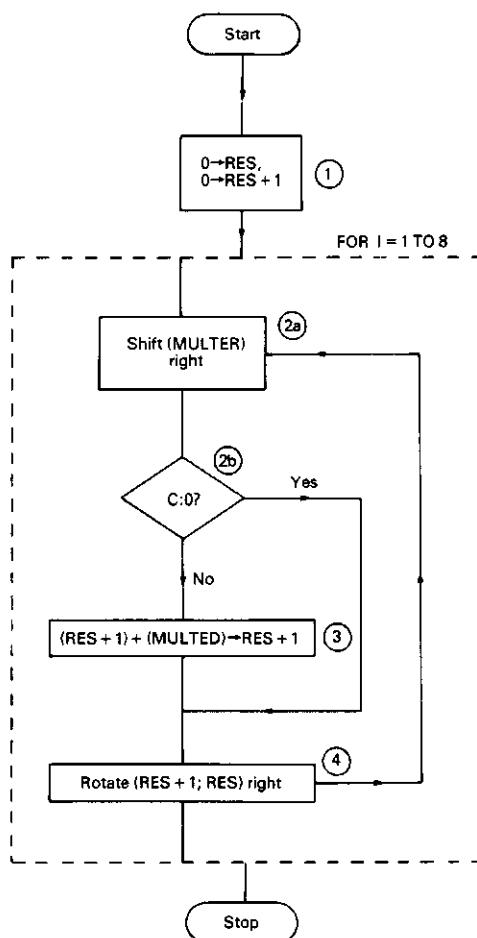 Start
0→RES,
0→RES + 1
1
FOR I = 1 TO 8
2a
Shift (MULTER)
right
2b
C:0?
Yes
No
(RES + 1) + (MULTED)→RES + 1
3
4
Rotate (RES + 1; RES) right
Stop